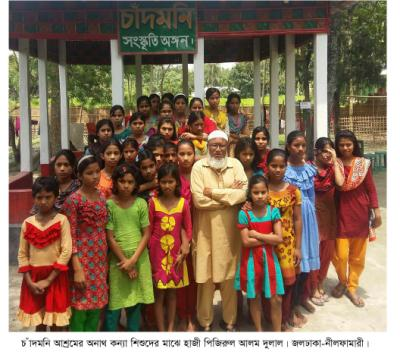 চাঁদমনি
সংস্কৃতি অঙ্গন।
চাঁদমনি আশ্রমের অনাথ কন্যা শিশুদের মাঝে হাজী পিজিরুল আলম দুলাল। জলঢাকা-নীলফামারী।